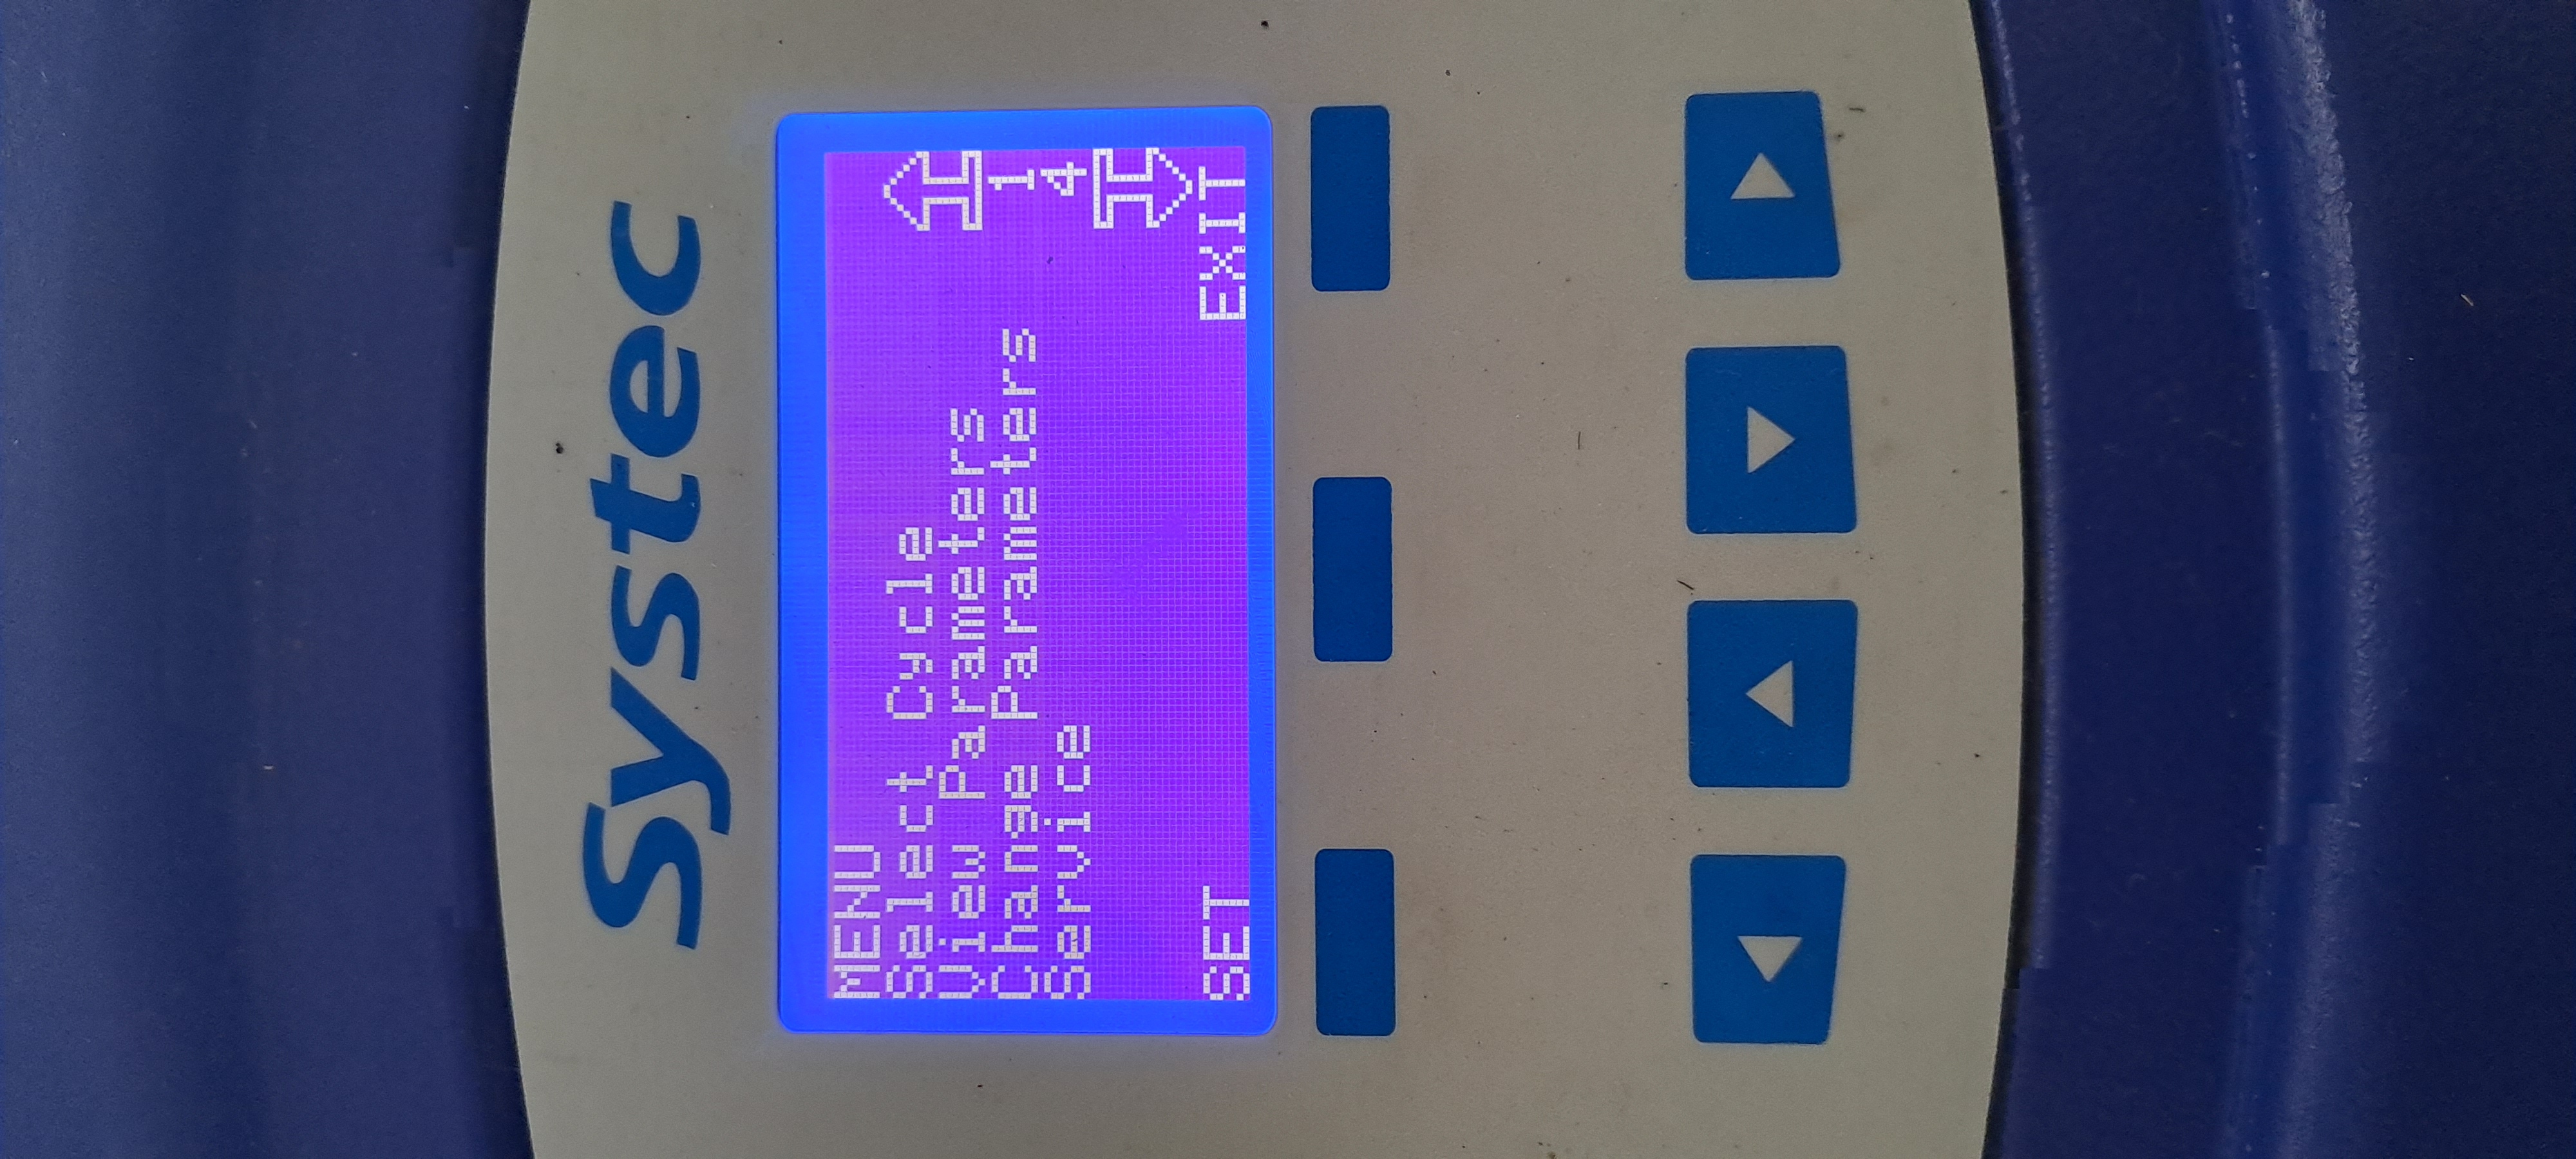 Systec
MENU
Select Cycle
View Parameters
Change Parameters
1
Service
4
SET
EXIT